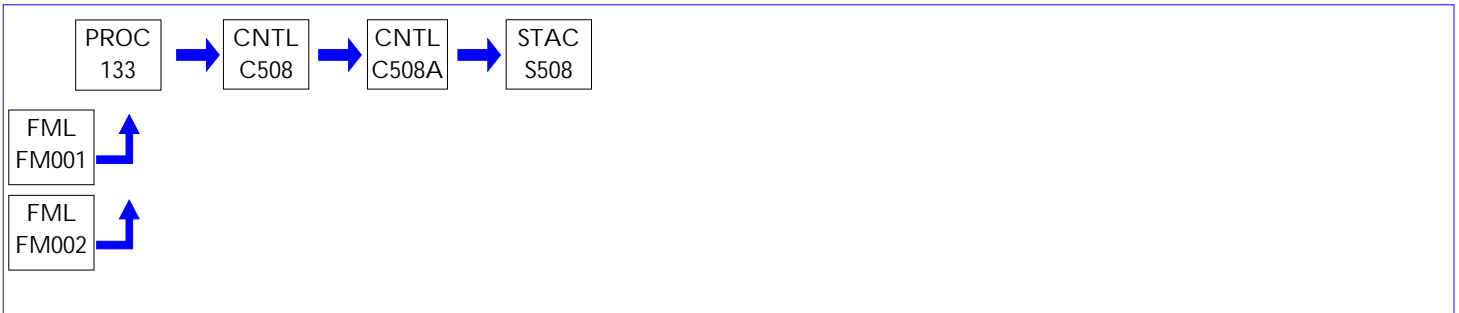 PROC
133
CNTL
C508
CNTL
C508A
STAC
S508
FML
FM001
FML
FM002